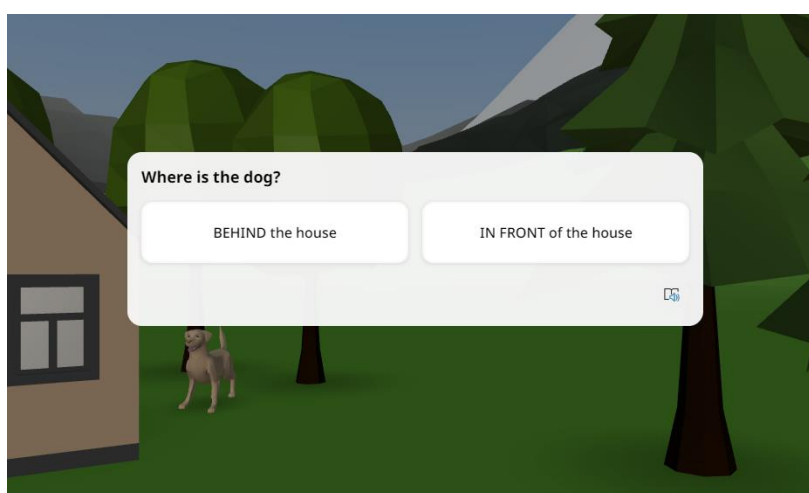 Where is the dog?
BEHIND the house
IN FRONT of the house